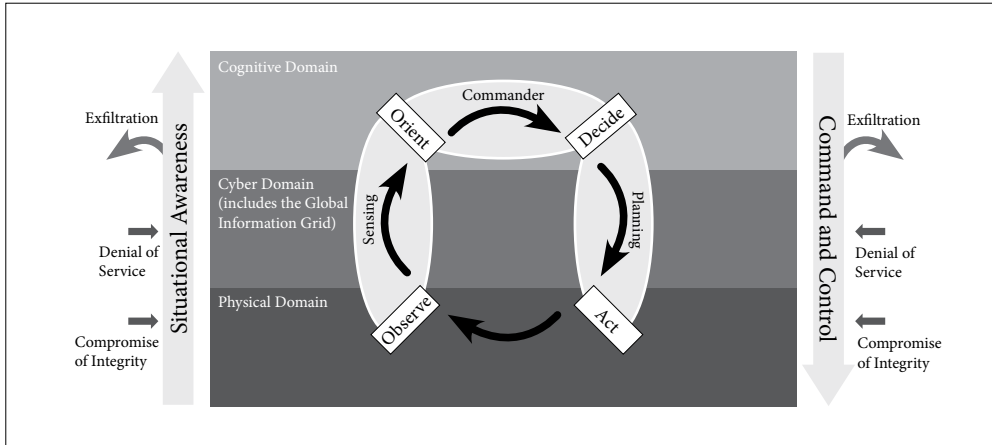 Cognitive Domain
Commander
Orient
Decide
Exfiltration
Situational Awareness
Exfiltration
Command and Control
Cyber Domain
(includes the Global
Information Grid)
Sensing
Planning
Denial of
Service
Denial of
Service
Physical Domain
Observe
Act
Compromise
of Integrity
Compromise
of Integrity